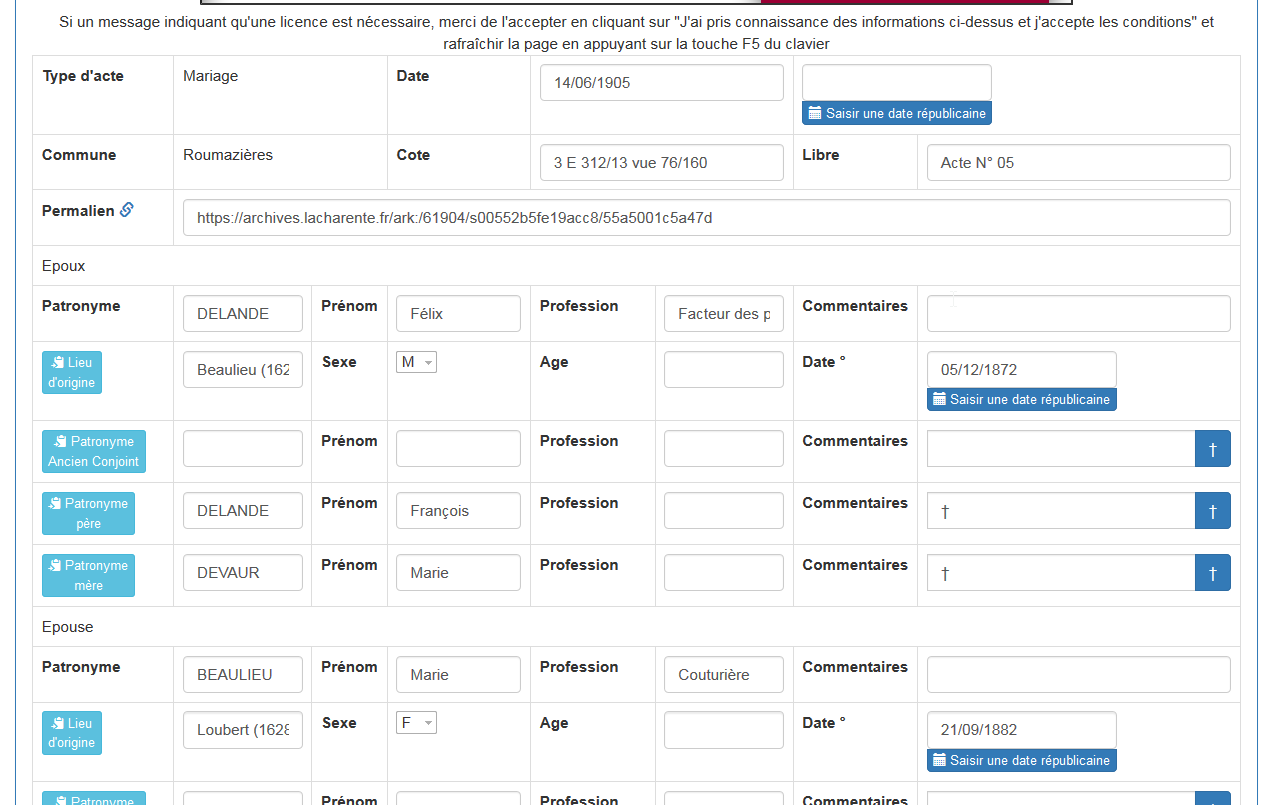 Si un message indiquant qu'une licence est nécessaire, merci de l'accepter en cliquant sur "J'ai pris connaissance des informations ci-dessus et j'accepte les conditions" et
rafraîchir la page en appuyant sur la touche F5 du clavier
Type d'acte Mariage Date 14/06/1905
Saisir une date républicaine
Commune Roumazières Cote 3 E 312/13 vue 76/160 Libre Acte N° 05
Permalien https://archives.lacharente.fr/ark:/61904/s00552b5fe19acc8/55a5001c5a47d
Epoux
Patronyme DELANDE Prénom Félix Profession Facteur des p Commentaires
Lieu d'origine Beaulieu (162 Sexe M Age Date ° 05/12/1872
Saisir une date républicaine
Patronyme Ancien Conjoint Prénom Profession Commentaires †
Patronyme père DELANDE Prénom François Profession Commentaires † †
Patronyme mère DEVAUR Prénom Marie Profession Commentaires † †
Epouse
Patronyme BEAULIEU Prénom Marie Profession Couturière Commentaires
Lieu d'origine Loubert (1628 Sexe F Age Date ° 21/09/1882
Saisir une date républicaine
Patronyme Prénom Profession Commentaires